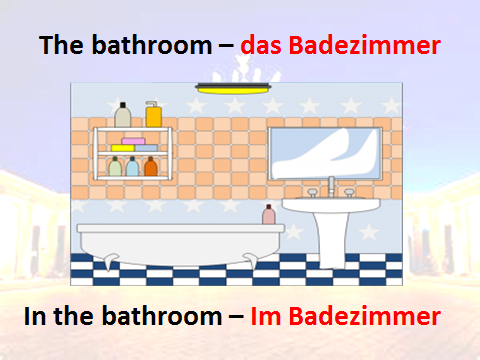 The bathroom – das Badezimmer
In the bathroom – Im Badezimmer